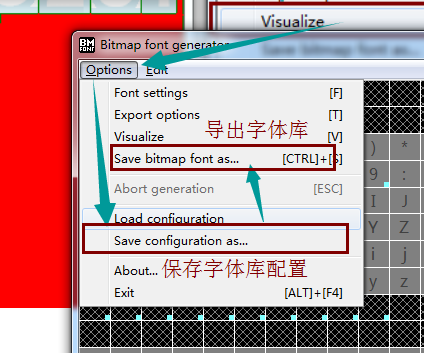 Visualize
Save bitmap font as...
BM FONT Bitmap font generator
Options Edit
Font settings [F]
Export options [T]
Visualize [V]
导出字体库
Save bitmap font as... [CTRL]+[S]
Abort generation [ESC]
Load configuration
Save configuration as...
About...
保存字体库配置
Exit [ALT]+[F4]
) *
9 :
I J
Y Z
i j
y z